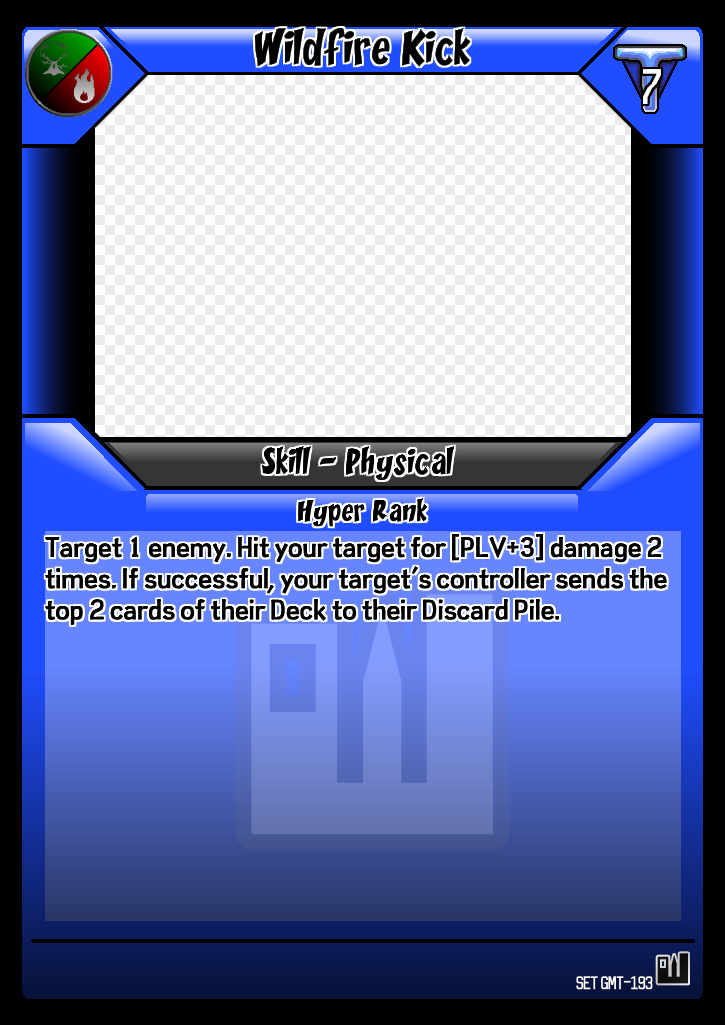 Wildfire Kick
7
Skill - Physical
Hyper Rank
Target 1 enemy. Hit your target for [PLV+3] damage 2
times. If successful, your target's controller sends the
top 2 cards of their Deck to their Discard Pile.
SET GMT-193